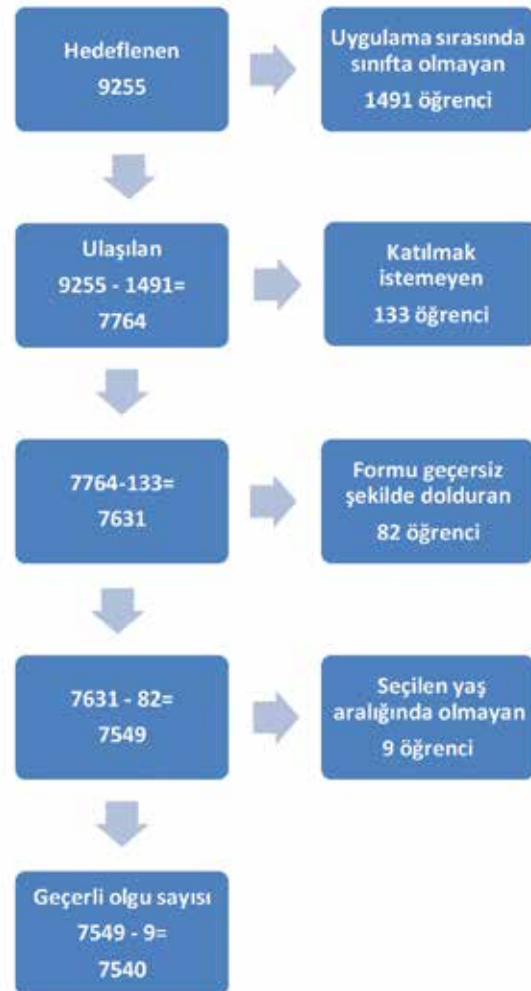 Hedeflenen
9255
Uygulama sırasında
sınıfta olmayan
1491 öğrenci
Ulaşılan
9255 - 1491=
7764
Katılmak
istemeyen
133 öğrenci
7764-133=
7631
Formu geçersiz
şekilde dolduran
82 öğrenci
7631 - 82=
7549
Seçilen yaş
aralığında olmayan
9 öğrenci
Geçerli olgu sayısı
7549 - 9=
7540